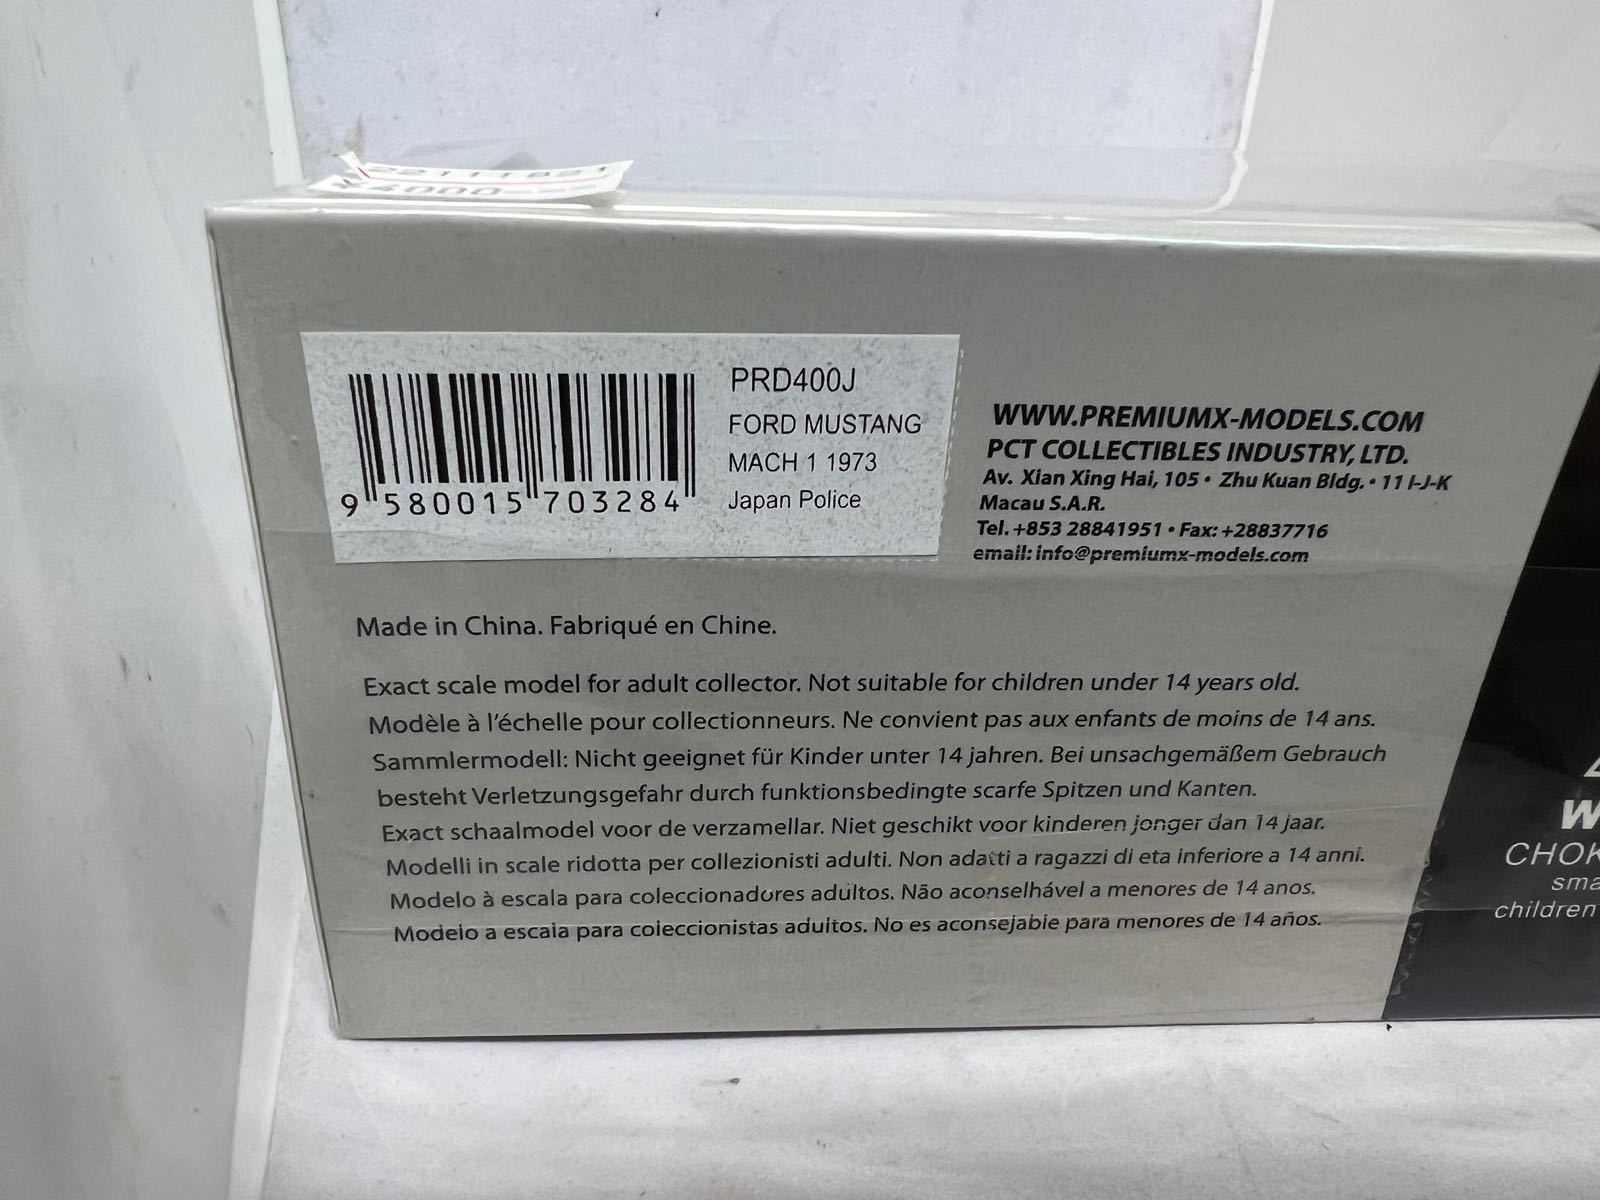 ¥4000
PRD400J
FORD MUSTANG
MACH 1 1973
Japan Police
9 580015 703284
WWW.PREMIUMX-MODELS.COM
PCT COLLECTIBLES INDUSTRY, LTD.
Av. Xian Xing Hai, 105 • Zhu Kuan Bldg. • 11 I-J-K
Macau S.A.R.
Tel. +853 28841951 • Fax: +28837716
email: info@premiumx-models.com
Made in China. Fabriqué en Chine.
Exact scale model for adult collector. Not suitable for children under 14 years old.
Modèle à l'échelle pour collectionneurs. Ne convient pas aux enfants de moins de 14 ans.
Sammlermodell: Nicht geeignet für Kinder unter 14 jahren. Bei unsachgemäßem Gebrauch
besteht Verletzungsgefahr durch funktionsbedingte scarfe Spitzen und Kanten.
Exact schaalmodel voor de verzamellar. Niet geschikt voor kinderen jonger dan 14 jaar.
Modelli in scale ridotta per collezionisti adulti. Non adatti a ragazzi di eta inferiore a 14 anni.
Modelo à escala para coleccionadores adultos. Não aconselhável a menores de 14 anos.
Modelo a escala para coleccionistas adultos. No es aconsejable para menores de 14 años.
CHOK
sma
children